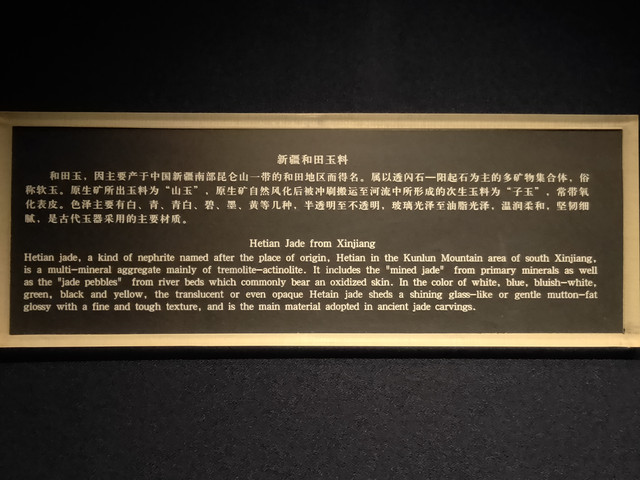 新疆和田玉料
和田玉，因主要产于中国新疆南部昆仑山一带的和田地区而得名。属以透闪石—阳起石为主的多矿物集合体，俗
称软玉。原生矿所出玉料为“山玉”，原生矿自然风化后被冲刷搬运至河流中所形成的次生玉料为“子玉”，常带氧
化表皮。色泽主要有白、青、青白、碧、墨、黄等几种，半透明至不透明，玻璃光泽至油脂光泽，温润柔和，坚韧细
腻，是古代玉器采用的主要材质。
Hetian Jade from Xinjiang
Hetian jade, a kind of nephrite named after the place of origin, Hetian in the Kunlun Mountain area of south Xinjiang,
is a multi-mineral aggregate mainly of tremolite-actinolite. It includes the "mined jade" from primary minerals as well
as the "jade pebbles" from river beds which commonly bear an oxidized skin. In the color of white, blue, bluish-white,
green, black and yellow, the translucent or even opaque Hetain jade sheds a shining glass-like or gentle mutton-fat
glossy with a fine and tough texture, and is the main material adopted in ancient jade carvings.